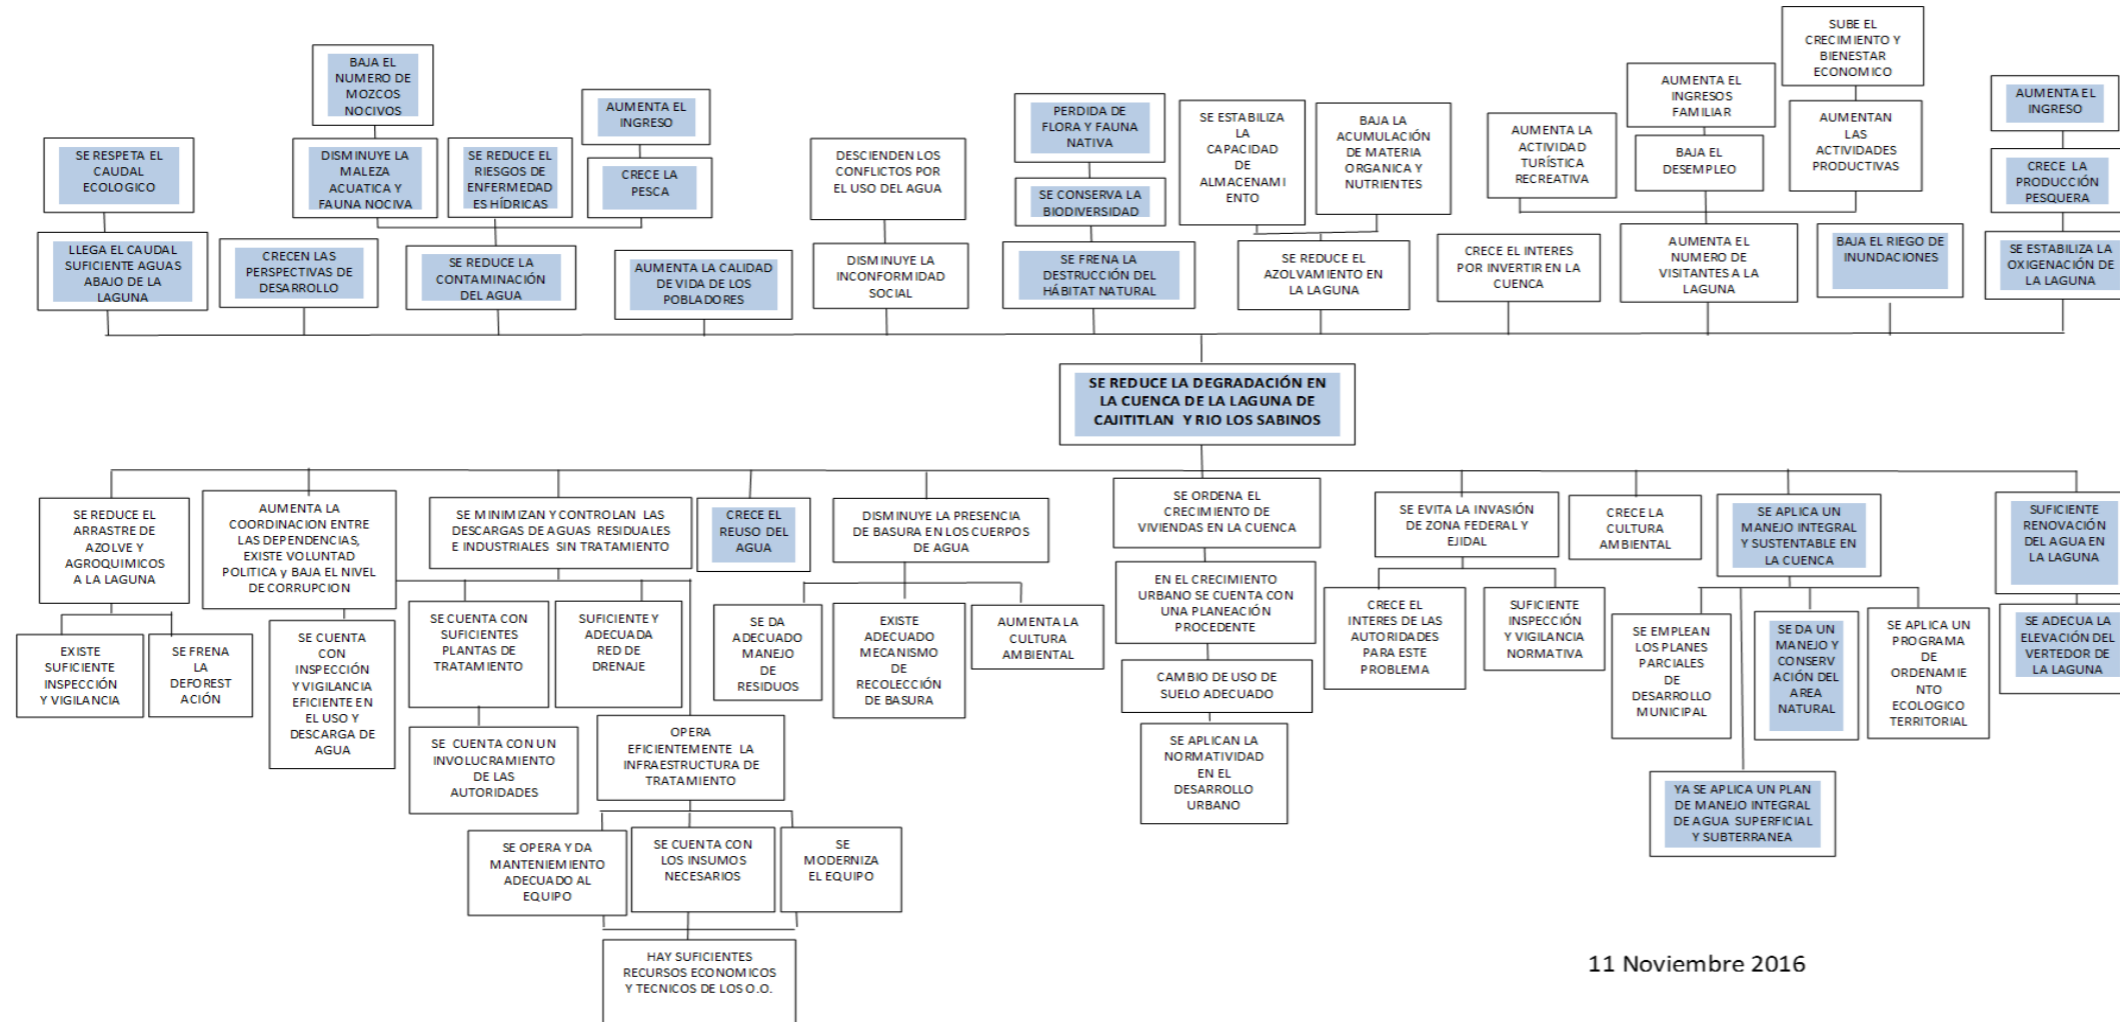 SUBE EL
CRECIMIENTO Y
BIENESTAR
ECONOMICO
BAJA EL
NUMERO DE
MOZCOS
NOCIVOS
AUMENTA EL
INGRESO
PERDIDA DE
FLORA Y FAUNA
NATIVA
SE ESTABILIZA
LA
CAPACIDAD
DE
ALMACENAMI
ENTO
BAJA LA
ACUMULACIÓN
DE MATERIA
ORGANICA Y
NUTRIENTES
AUMENTA LA
ACTIVIDAD
TURÍSTICA
RECREATIVA
AUMENTA EL
INGRESOS
FAMILIAR
BAJA EL
DESEMPLEO
AUMENTAN
LAS
ACTIVIDADES
PRODUCTIVAS
AUMENTA EL
INGRESO
SE RESPETA EL
CAUDAL
ECOLOGICO
DISMINUYE LA
MALEZA
ACUATICA Y
FAUNA NOCIVA
SE REDUCE EL
RIESGOS DE
ENFERMEDAD
ES HÍDRICAS
CRECE LA
PESCA
DESCIENDEN LOS
CONFLICTOS POR
EL USO DEL AGUA
SE CONSERVA LA
BIODIVERSIDAD
CRECE LA
PRODUCCIÓN
PESQUERA
LLEGA EL CAUDAL
SUFICIENTE AGUAS
ABAJO DE LA
LAGUNA
CRECEN LAS
PERSPECTIVAS DE
DESARROLLO
SE REDUCE LA
CONTAMINACIÓN
DEL AGUA
AUMENTA LA CALIDAD
DE VIDA DE LOS
POBLADORES
DISMINUYE LA
INCONFORMIDAD
SOCIAL
SE FRENA LA
DESTRUCCIÓN DEL
HÁBITAT NATURAL
SE REDUCE EL
AZOLVAMIENTO EN
LA LAGUNA
CRECE EL INTERES
POR INVERTIR EN LA
CUENCA
AUMENTA EL
NUMERO DE
VISITANTES A LA
LAGUNA
BAJA EL RIEGO DE
INUNDACIONES
SE ESTABILIZA LA
OXIGENACIÓN DE
LA LAGUNA
SE REDUCE LA DEGRADACIÓN EN
LA CUENCA DE LA LAGUNA DE
CAJITITLAN Y RIO LOS SABINOS
SE REDUCE EL
ARRASTRE DE
AZOLVE Y
AGROQUIMICOS
A LA LAGUNA
AUMENTA LA
COORDINACION ENTRE
LAS DEPENDENCIAS,
EXISTE VOLUNTAD
POLITICA y BAJA EL NIVEL
DE CORRUPCION
SE MINIMIZAN Y CONTROLAN LAS
DESCARGAS DE AGUAS RESIDUALES
E INDUSTRIALES SIN TRATAMIENTO
CRECE EL
REUSO DEL
AGUA
DISMINUYE LA PRESENCIA
DE BASURA EN LOS CUERPOS
DE AGUA
SE ORDENA EL
CRECIMIENTO DE
VIVIENDAS EN LA CUENCA
SE EVITA LA INVASIÓN
DE ZONA FEDERAL Y
EJIDAL
CRECE LA
CULTURA
AMBIENTAL
SE APLICA UN
MANEJO INTEGRAL
Y SUSTENTABLE EN
LA CUENCA
SUFICIENTE
RENOVACIÓN
DEL AGUA EN
LA LAGUNA
EXISTE
SUFICIENTE
INSPECCIÓN
Y VIGILANCIA
SE FRENA
LA
DEFOREST
ACIÓN
SE CUENTA
CON
INSPECCIÓN
Y VIGILANCIA
EFICIENTE EN
EL USO Y
DESCARGA DE
AGUA
SE CUENTA CON
SUFICIENTES
PLANTAS DE
TRATAMIENTO
SUFICIENTE Y
ADECUADA
RED DE
DRENAJE
SE DA
ADECUADO
MANEJO
DE
RESIDUOS
EXISTE
ADECUADO
MECANISMO
DE
RECOLECCIÓN
DE BASURA
AUMENTA LA
CULTURA
AMBIENTAL
EN EL CRECIMIENTO
URBANO SE CUENTA CON
UNA PLANEACIÓN
PROCEDENTE
CRECE EL
INTERES DE LAS
AUTORIDADES
PARA ESTE
PROBLEMA
SUFICIENTE
INSPECCIÓN
Y VIGILANCIA
NORMATIVA
SE EMPLEAN
LOS PLANES
PARCIALES
DE
DESARROLLO
MUNICIPAL
SE DA UN
MANEJO Y
CONSERV
ACIÓN DEL
AREA
NATURAL
SE APLICA UN
PROGRAMA
DE
ORDENAMIE
NTO
ECOLOGICO
TERRITORIAL
SE ADECUA LA
ELEVACIÓN DEL
VERTEDOR DE
LA LAGUNA
CAMBIO DE USO DE
SUELO ADECUADO
SE CUENTA CON UN
INVOLUCRAMIENTO
DE LAS
AUTORIDADES
OPERA
EFICIENTEMENTE LA
INFRAESTRUCTURA DE
TRATAMIENTO
SE APLICAN LA
NORMATIVIDAD
EN EL
DESARROLLO
URBANO
YA SE APLICA UN PLAN
DE MANEJO INTEGRAL
DE AGUA SUPERFICIAL
Y SUBTERRANEA
SE OPERA Y DA
MANTENIEMIENTO
ADECUADO AL
EQUIPO
SE CUENTA CON
LOS INSUMOS
NECESARIOS
SE
MODERNIZA
EL EQUIPO
HAY SUFICIENTES
RECURSOS ECONOMICOS
Y TECNICOS DE LOS O.O.
11 Noviembre 2016